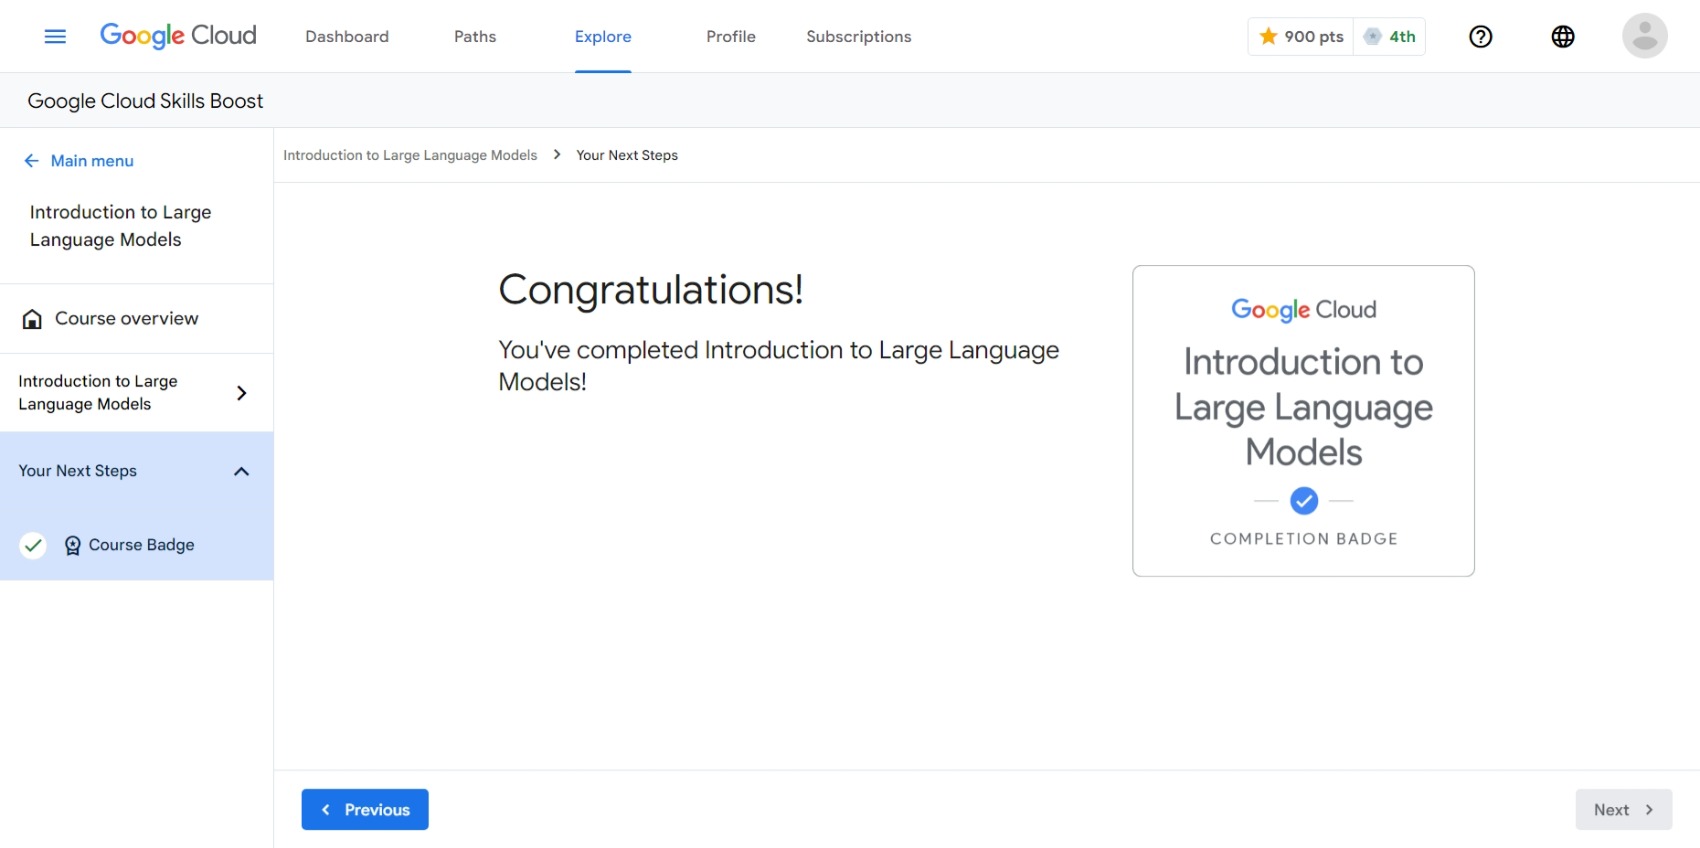 Google Cloud
Dashboard
Paths
Explore
Profile
Subscriptions
900 pts
4th
Google Cloud Skills Boost
Main menu
Introduction to Large
Language Models
Course overview
Introduction to Large
Language Models
Your Next Steps
Course Badge
Introduction to Large Language Models > Your Next Steps
Congratulations!
You've completed Introduction to Large Language
Models!
Google Cloud
Introduction to
Large Language
Models
COMPLETION BADGE
Previous
Next